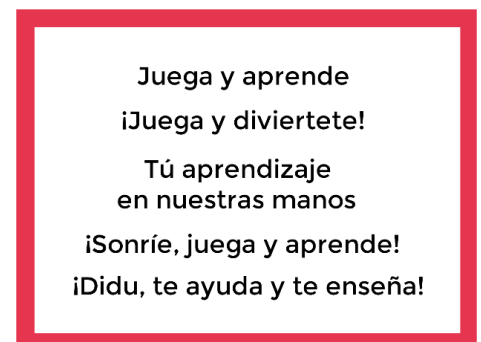 Juega y aprende
¡Juega y diviertete!
Tú aprendizaje
en nuestras manos
¡Sonríe, juega y aprende!
¡Didu, te ayuda y te enseña!